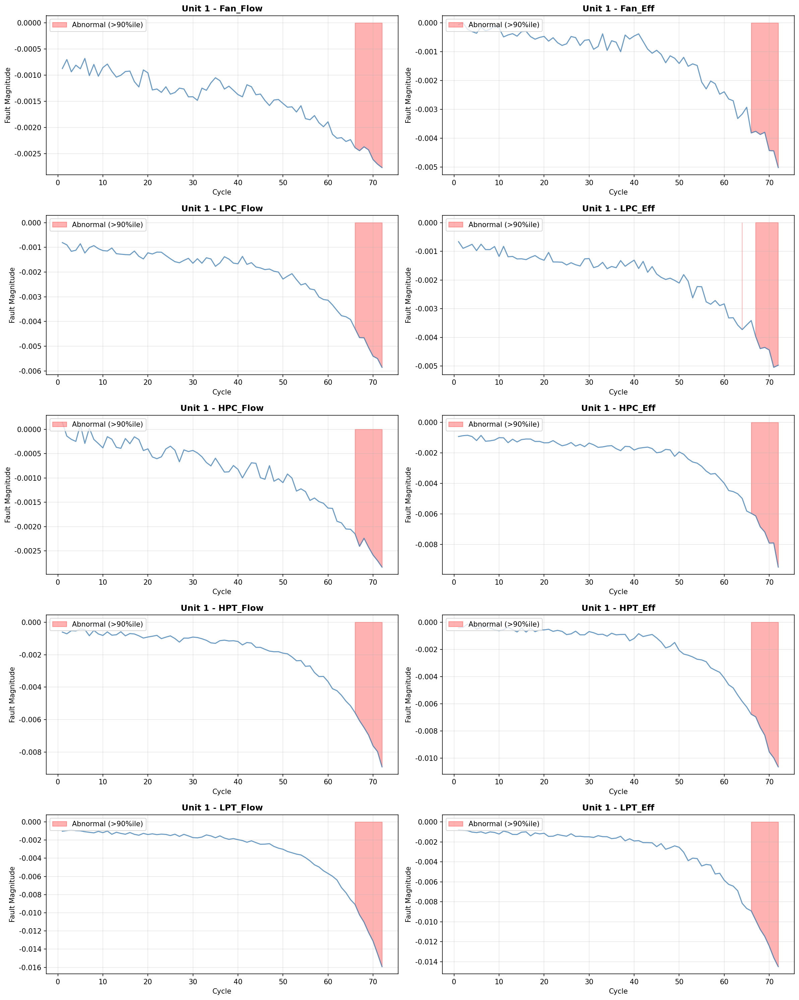 Unit 1 - Fan_Flow
Abnormal (>90%ile)
0.0000
-0.0005
-0.0010
-0.0015
-0.0020
-0.0025
Fault Magnitude
0 10 20 30 40 50 60 70
Cycle
Unit 1 - Fan_Eff
Abnormal (>90%ile)
0.000
-0.001
-0.002
-0.003
-0.004
-0.005
Fault Magnitude
0 10 20 30 40 50 60 70
Cycle
Unit 1 - LPC_Flow
Abnormal (>90%ile)
0.000
-0.001
-0.002
-0.003
-0.004
-0.005
-0.006
Fault Magnitude
0 10 20 30 40 50 60 70
Cycle
Unit 1 - LPC_Eff
Abnormal (>90%ile)
0.000
-0.001
-0.002
-0.003
-0.004
-0.005
Fault Magnitude
0 10 20 30 40 50 60 70
Cycle
Unit 1 - HPC_Flow
Abnormal (>90%ile)
0.0000
-0.0005
-0.0010
-0.0015
-0.0020
-0.0025
Fault Magnitude
0 10 20 30 40 50 60 70
Cycle
Unit 1 - HPC_Eff
Abnormal (>90%ile)
0.000
-0.002
-0.004
-0.006
-0.008
Fault Magnitude
0 10 20 30 40 50 60 70
Cycle
Unit 1 - HPT_Flow
Abnormal (>90%ile)
0.000
-0.002
-0.004
-0.006
-0.008
Fault Magnitude
0 10 20 30 40 50 60 70
Cycle
Unit 1 - HPT_Eff
Abnormal (>90%ile)
0.000
-0.002
-0.004
-0.006
-0.008
-0.010
Fault Magnitude
0 10 20 30 40 50 60 70
Cycle
Unit 1 - LPT_Flow
Abnormal (>90%ile)
0.000
-0.002
-0.004
-0.006
-0.008
-0.010
-0.012
-0.014
-0.016
Fault Magnitude
0 10 20 30 40 50 60 70
Cycle
Unit 1 - LPT_Eff
Abnormal (>90%ile)
0.000
-0.002
-0.004
-0.006
-0.008
-0.010
-0.012
-0.014
Fault Magnitude
0 10 20 30 40 50 60 70
Cycle